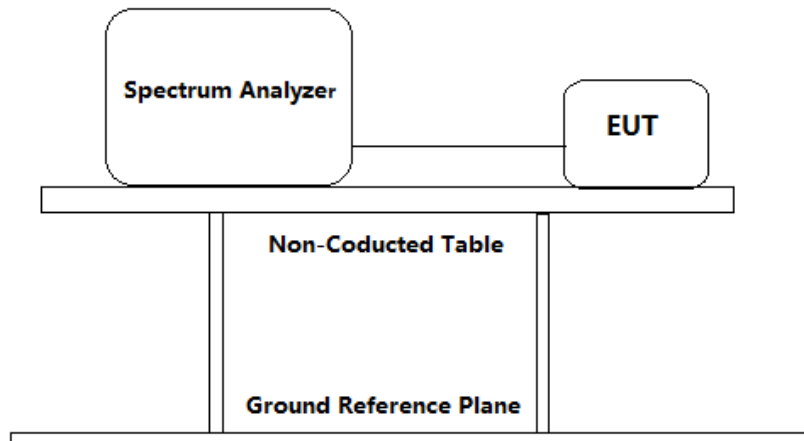 Spectrum Analyzer
EUT
Non-Coducted Table
Ground Reference Plane